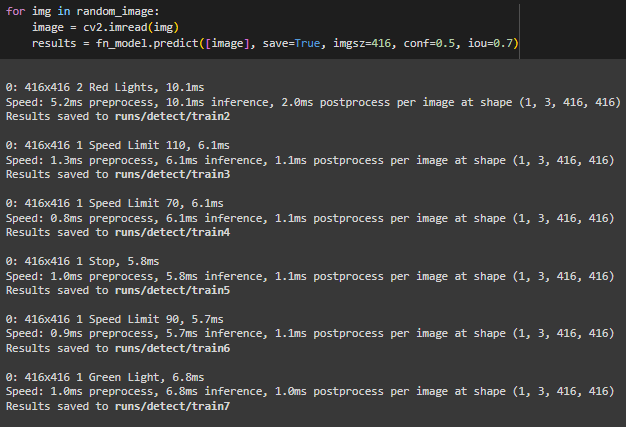 for img in random_image:
    image = cv2.imread(img)
    results = fn_model.predict([image], save=True, imgsz=416, conf=0.5, iou=0.7)
0: 416x416 2 Red Lights, 10.1ms
Speed: 5.2ms preprocess, 10.1ms inference, 2.0ms postprocess per image at shape (1, 3, 416, 416)
Results saved to runs/detect/train2
0: 416x416 1 Speed Limit 110, 6.1ms
Speed: 1.3ms preprocess, 6.1ms inference, 1.1ms postprocess per image at shape (1, 3, 416, 416)
Results saved to runs/detect/train3
0: 416x416 1 Speed Limit 70, 6.1ms
Speed: 0.8ms preprocess, 6.1ms inference, 1.1ms postprocess per image at shape (1, 3, 416, 416)
Results saved to runs/detect/train4
0: 416x416 1 Stop, 5.8ms
Speed: 1.0ms preprocess, 5.8ms inference, 1.1ms postprocess per image at shape (1, 3, 416, 416)
Results saved to runs/detect/train5
0: 416x416 1 Speed Limit 90, 5.7ms
Speed: 0.9ms preprocess, 5.7ms inference, 1.1ms postprocess per image at shape (1, 3, 416, 416)
Results saved to runs/detect/train6
0: 416x416 1 Green Light, 6.8ms
Speed: 1.0ms preprocess, 6.8ms inference, 1.0ms postprocess per image at shape (1, 3, 416, 416)
Results saved to runs/detect/train7